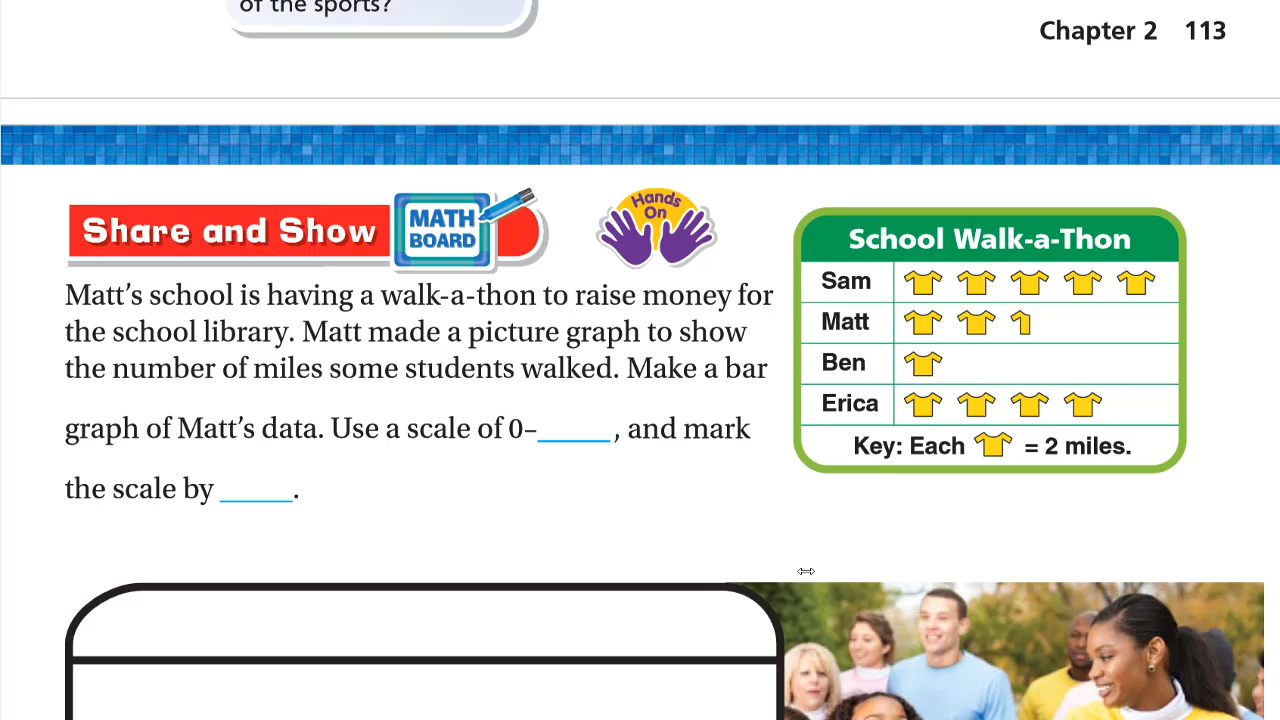 of the sports?
Chapter 2 113
Share and Show
MATH
BOARD
Hands
On
Matt’s school is having a walk-a-thon to raise money for
the school library. Matt made a picture graph to show
the number of miles some students walked. Make a bar
graph of Matt’s data. Use a scale of 0–_____, and mark
the scale by _____.
School Walk-a-Thon
Sam
Matt
Ben
Erica
Key: Each = 2 miles.